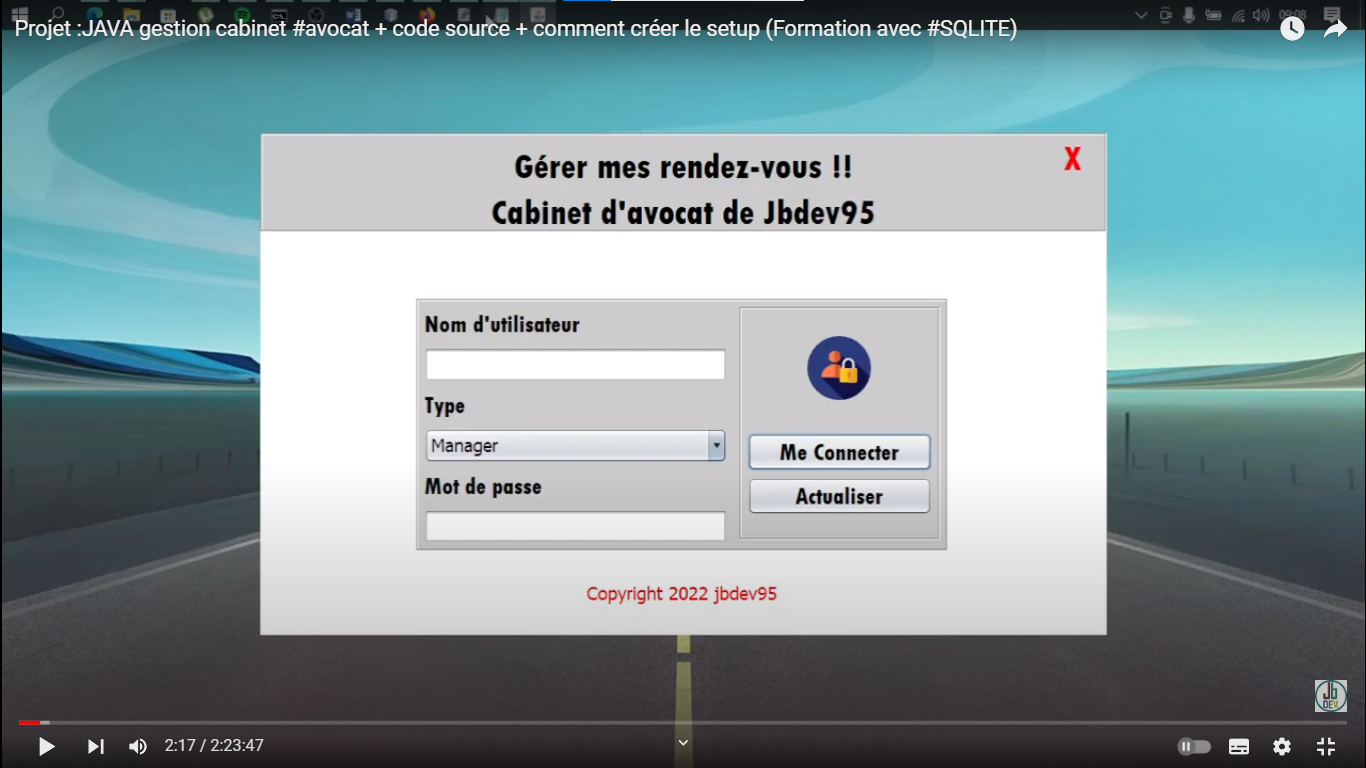 Projet :JAVA gestion cabinet #avocat + code source + comment créer le setup (Formation avec #SQLITE)
09:08
Gérer mes rendez-vous !!
X
Cabinet d'avocat de Jbdev95
Nom d'utilisateur
Type
Manager
Mot de passe
Me Connecter
Actualiser
Copyright 2022 jbdev95
Jb
DEV
2:17 / 2:23:47